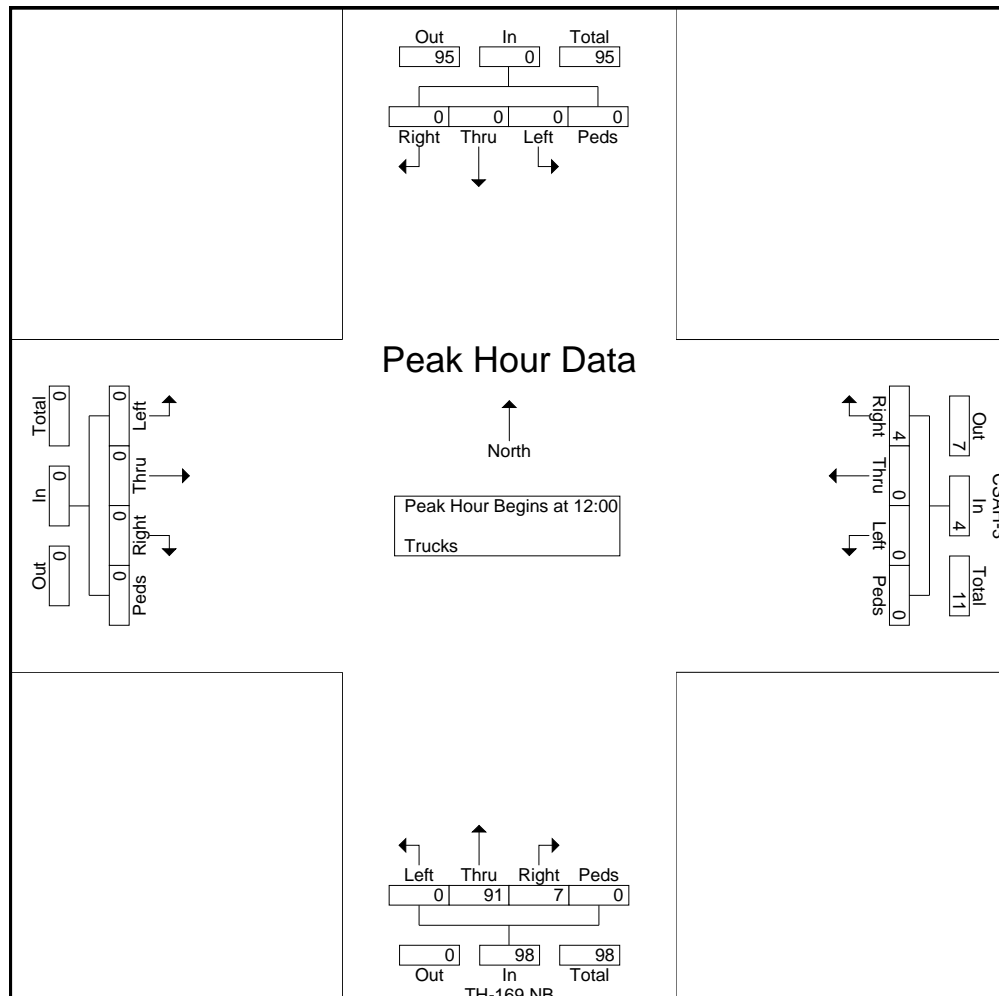 Out In Total
95 0 95
0 0 0 0
Right Thru Left Peds
Peak Hour Data
North
Peak Hour Begins at 12:00
Trucks
Total In Out
0 0 0
0 0 0 0
Left Thru Right Peds
Right Thru Left Peds
4 0 0 0
7 4 11
Out In Total
Left Thru Right Peds
0 91 7 0
0 98 98
Out In Total
TH-169 NB